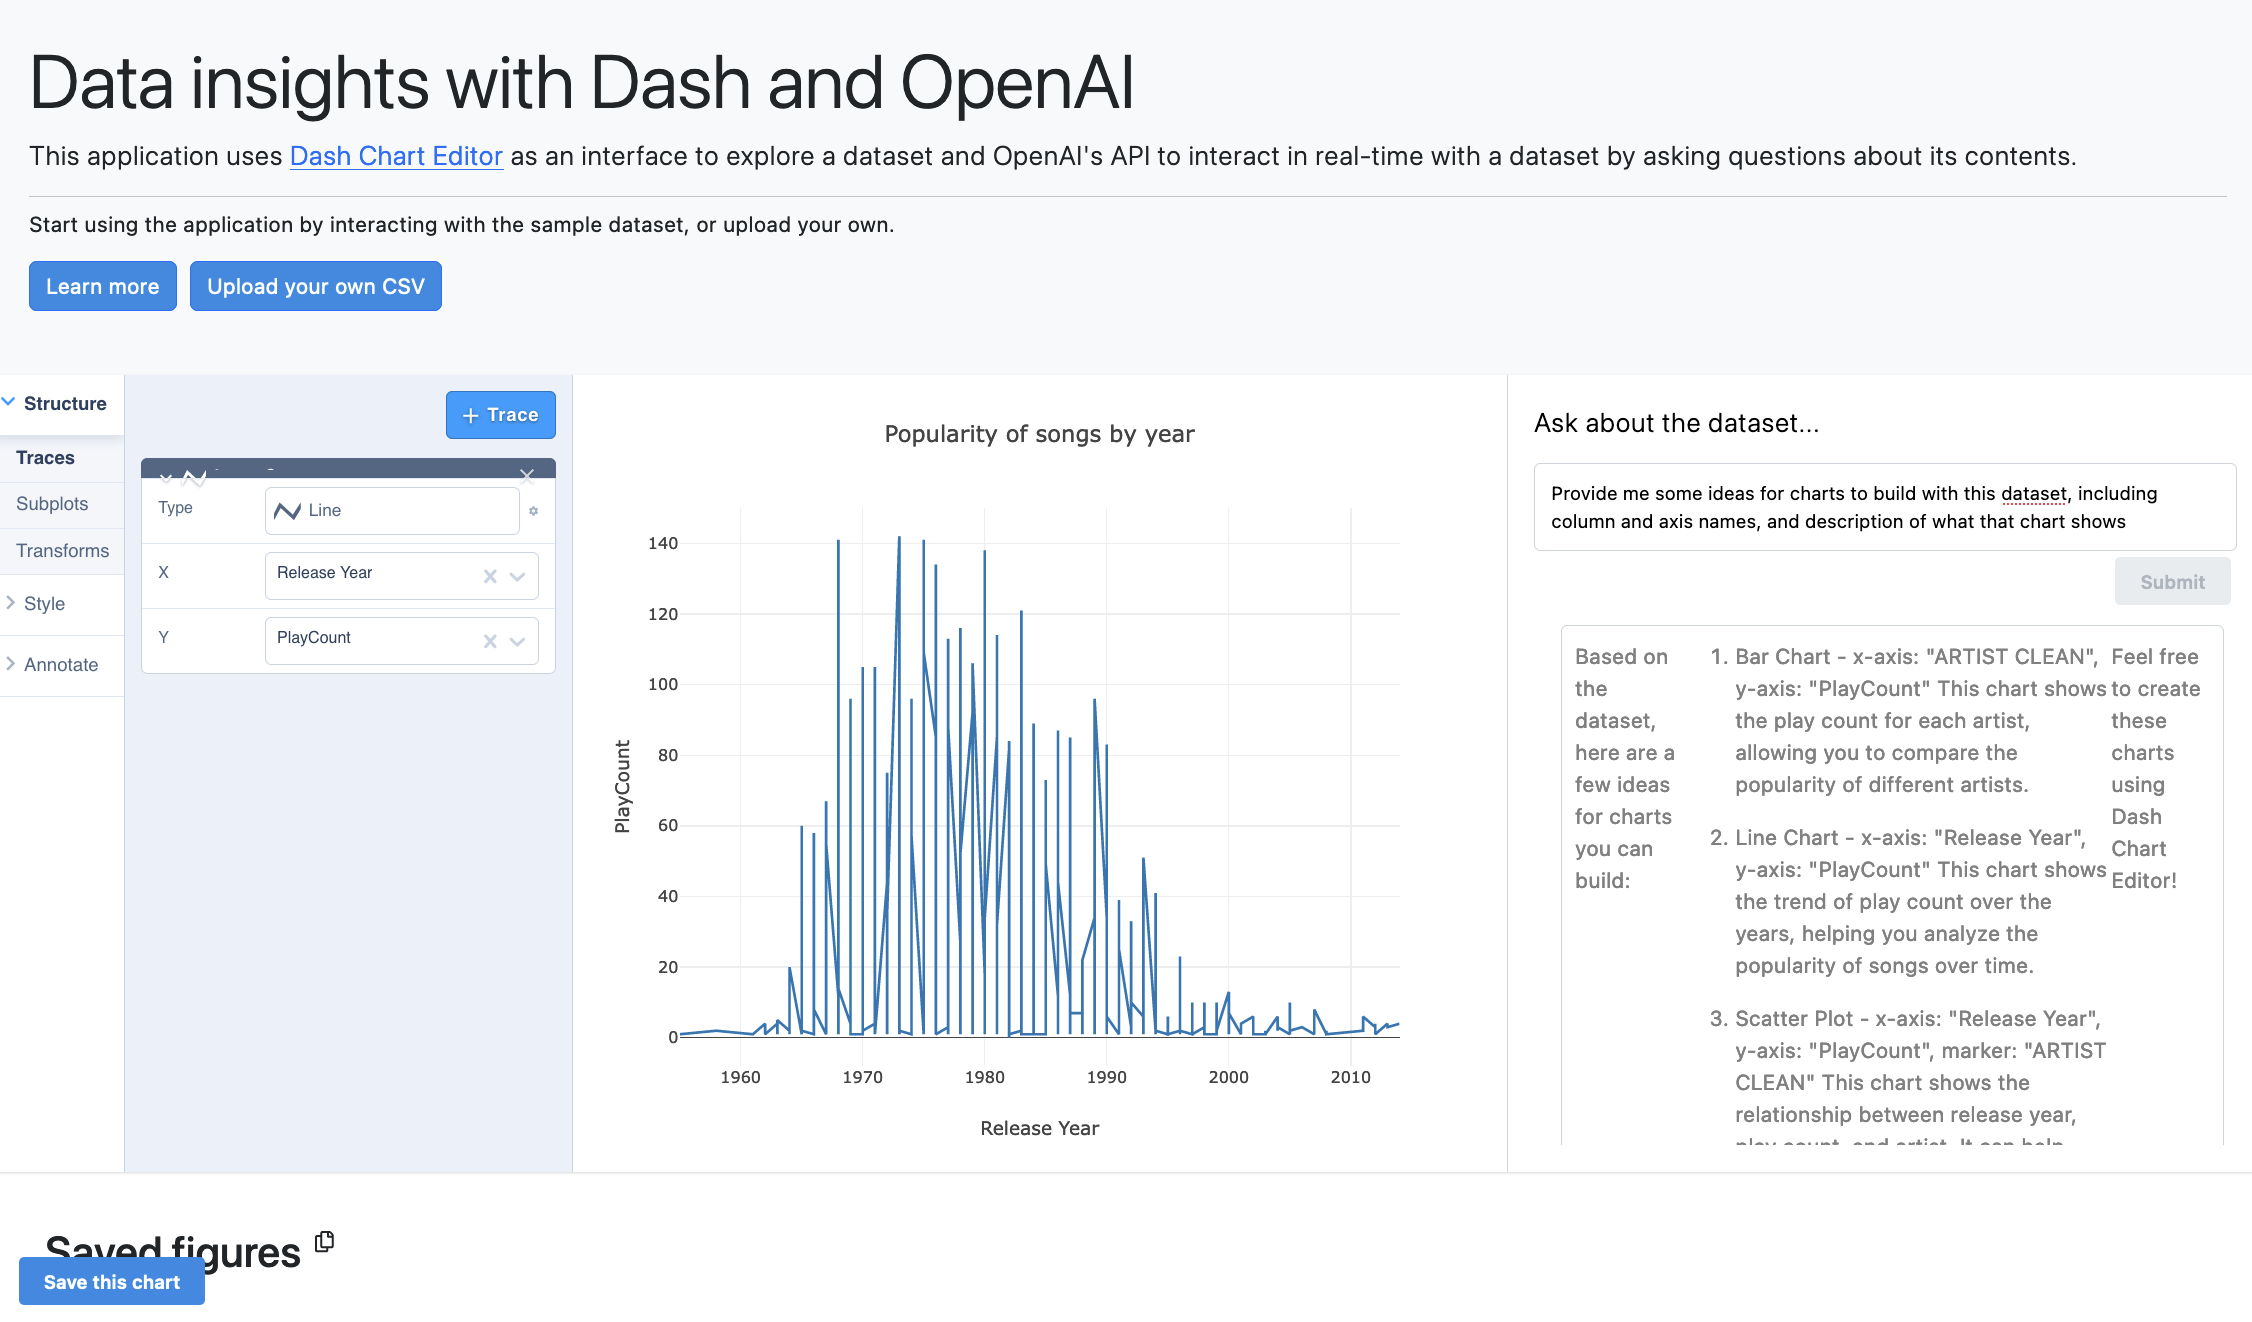 Data insights with Dash and OpenAI
This application uses Dash Chart Editor as an interface to explore a dataset and OpenAI's API to interact in real-time with a dataset by asking questions about its contents.
Start using the application by interacting with the sample dataset, or upload your own.
Learn more
Upload your own CSV
Structure
Traces
Subplots
Transforms
Style
Annotate
+ Trace
Type
Line
X
Release Year
Y
PlayCount
Popularity of songs by year
PlayCount
140
120
100
80
60
40
20
0
1960
1970
1980
1990
2000
2010
Release Year
Ask about the dataset...
Provide me some ideas for charts to build with this dataset, including
column and axis names, and description of what that chart shows
Submit
Based on
the
dataset,
here are a
few ideas
for charts
you can
build:
1. Bar Chart - x-axis: "ARTIST CLEAN",
y-axis: "PlayCount" This chart shows
the play count for each artist,
allowing you to compare the
popularity of different artists.
2. Line Chart - x-axis: "Release Year",
y-axis: "PlayCount" This chart shows
the trend of play count over the
years, helping you analyze the
popularity of songs over time.
3. Scatter Plot - x-axis: "Release Year",
y-axis: "PlayCount", marker: "ARTIST
CLEAN" This chart shows the
relationship between release year,
play count, and artist. It can help
Feel free
to create
these
charts
using
Dash
Chart
Editor!
Saved figures
Save this chart